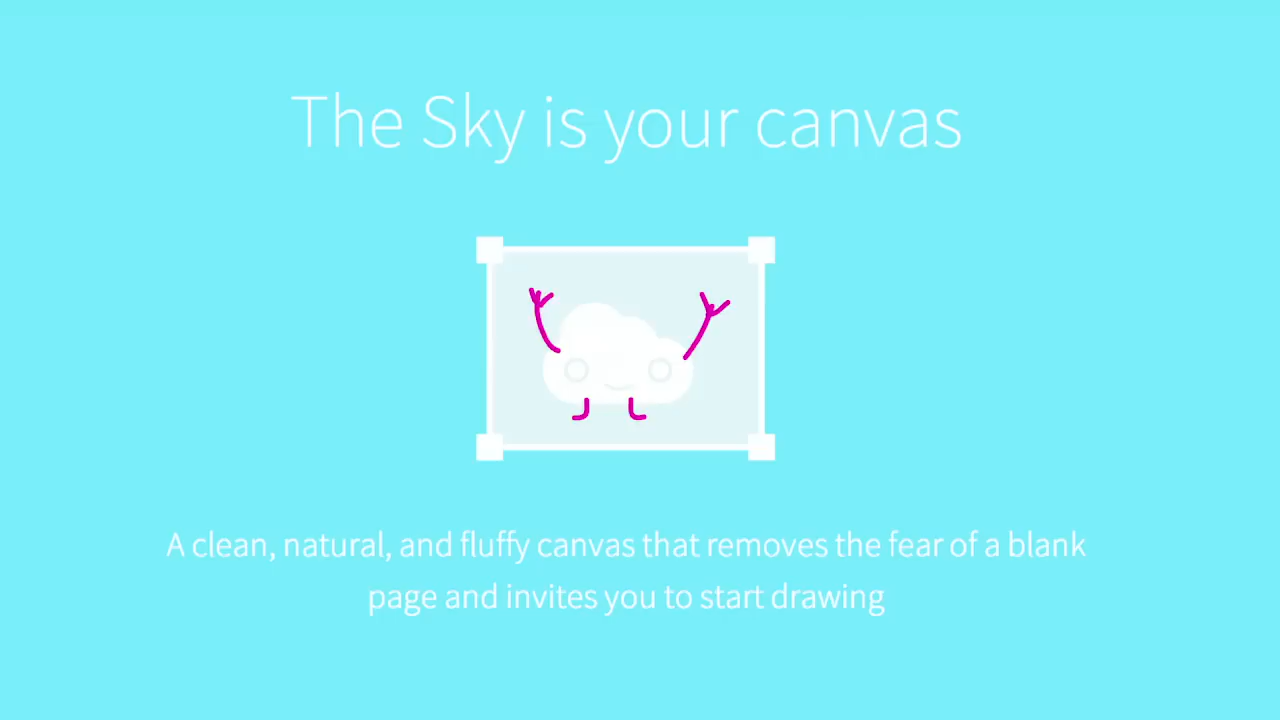 The Sky is your canvas
A clean, natural, and fluffy canvas that removes the fear of a blank
page and invites you to start drawing